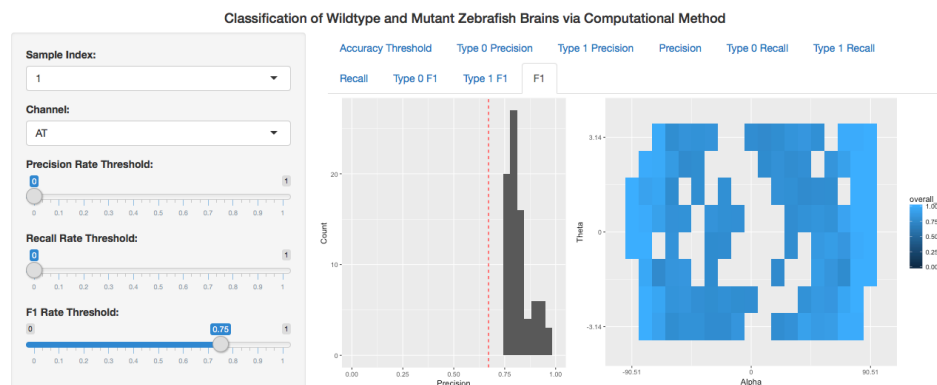 Classification of Wildtype and Mutant Zebrafish Brains via Computational Method
Sample Index:
1
Channel:
AT
Precision Rate Threshold:
0 1
0 0.1 0.2 0.3 0.4 0.5 0.6 0.7 0.8 0.9 1
Recall Rate Threshold:
0 1
0 0.1 0.2 0.3 0.4 0.5 0.6 0.7 0.8 0.9 1
F1 Rate Threshold:
0 0.75 1
0 0.1 0.2 0.3 0.4 0.5 0.6 0.7 0.8 0.9 1
Accuracy Threshold Type 0 Precision Type 1 Precision Precision Type 0 Recall Type 1 Recall
Recall Type 0 F1 Type 1 F1 F1
Count
20
10
0
0.00 0.25 0.50 0.75 1.00
Precision
Theta
3.14
0
-3.14
-90.51 0 90.51
Alpha
overall
1.00
0.75
0.50
0.25
0.00